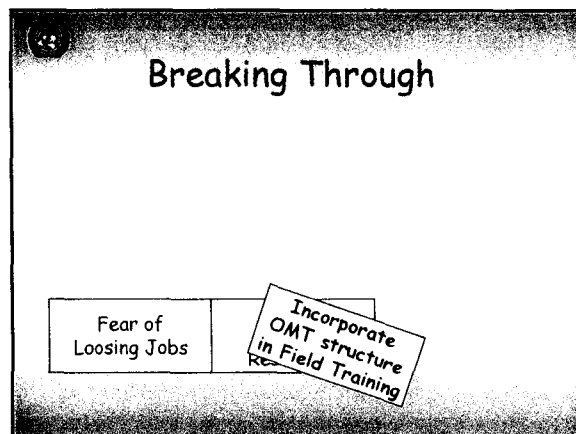 Breaking Through
Fear of
Loosing Jobs
Incorporate
OMT structure
in Field Training